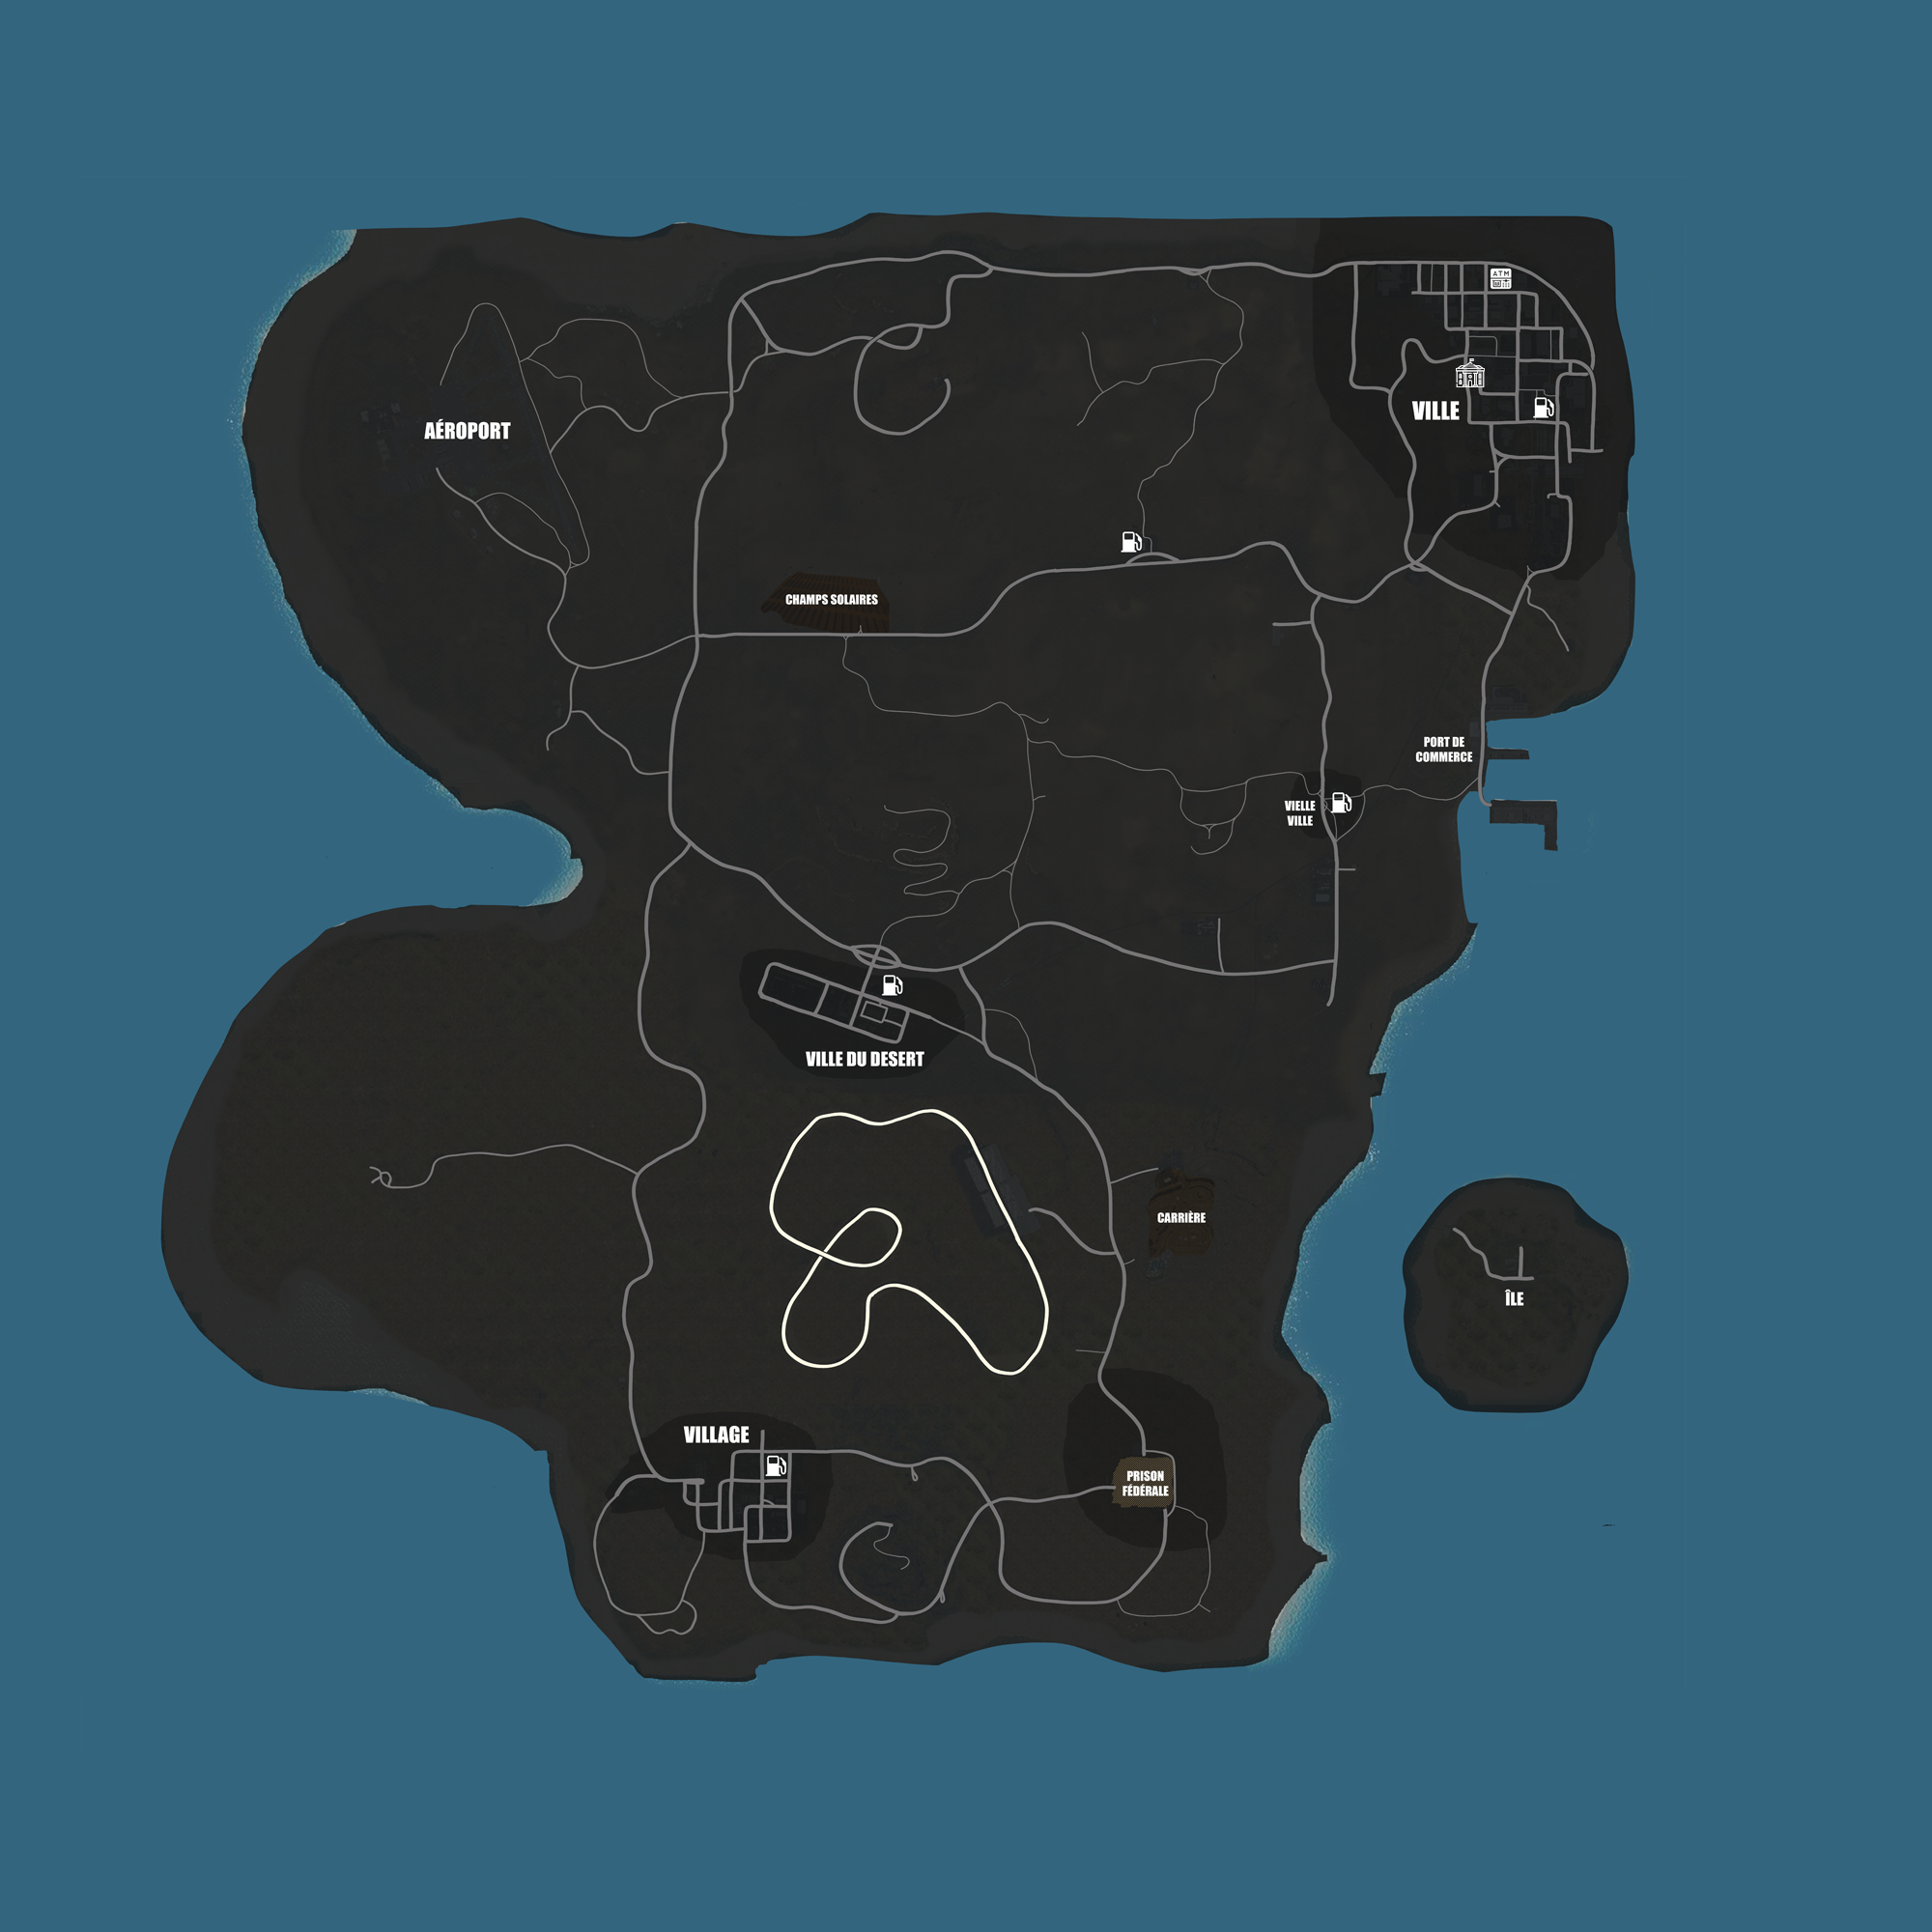 ATM
VILLE
AÉROPORT
CHAMPS SOLAIRES
PORT DE
COMMERCE
VIELLE
VILLE
VILLE DU DESERT
CARRIÈRE
ÎLE
VILLAGE
PRISON
FÉDÉRALE